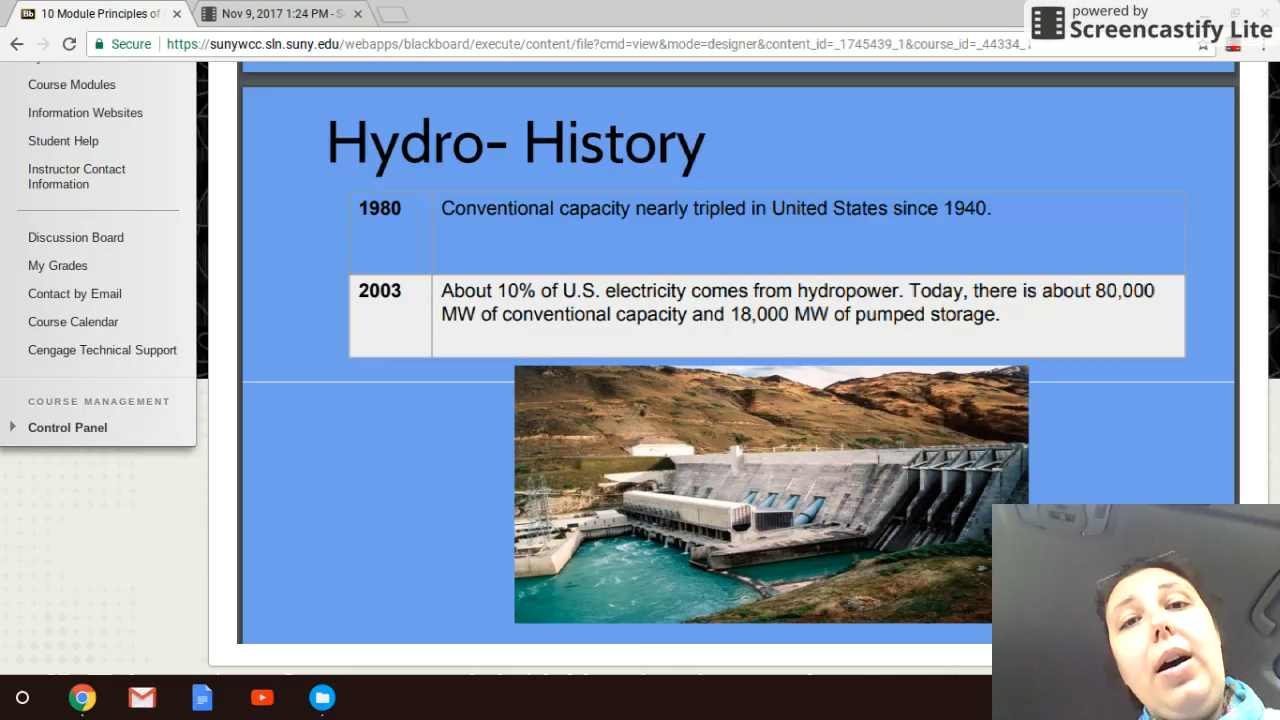 10 Module Principles of
Nov 9, 2017 1:24 PM - S
powered by
Screencastify Lite
Secure
https://sunywcc.sln.suny.edu/webapps/blackboard/execute/content/file?cmd=view&mode=designer&content_id=_1745439_1&course_id=_44334_1
Course Modules
Information Websites
Student Help
Instructor Contact
Information
Discussion Board
My Grades
Contact by Email
Course Calendar
Cengage Technical Support
COURSE MANAGEMENT
Control Panel
Hydro- History
1980 Conventional capacity nearly tripled in United States since 1940.
2003 About 10% of U.S. electricity comes from hydropower. Today, there is about 80,000
MW of conventional capacity and 18,000 MW of pumped storage.